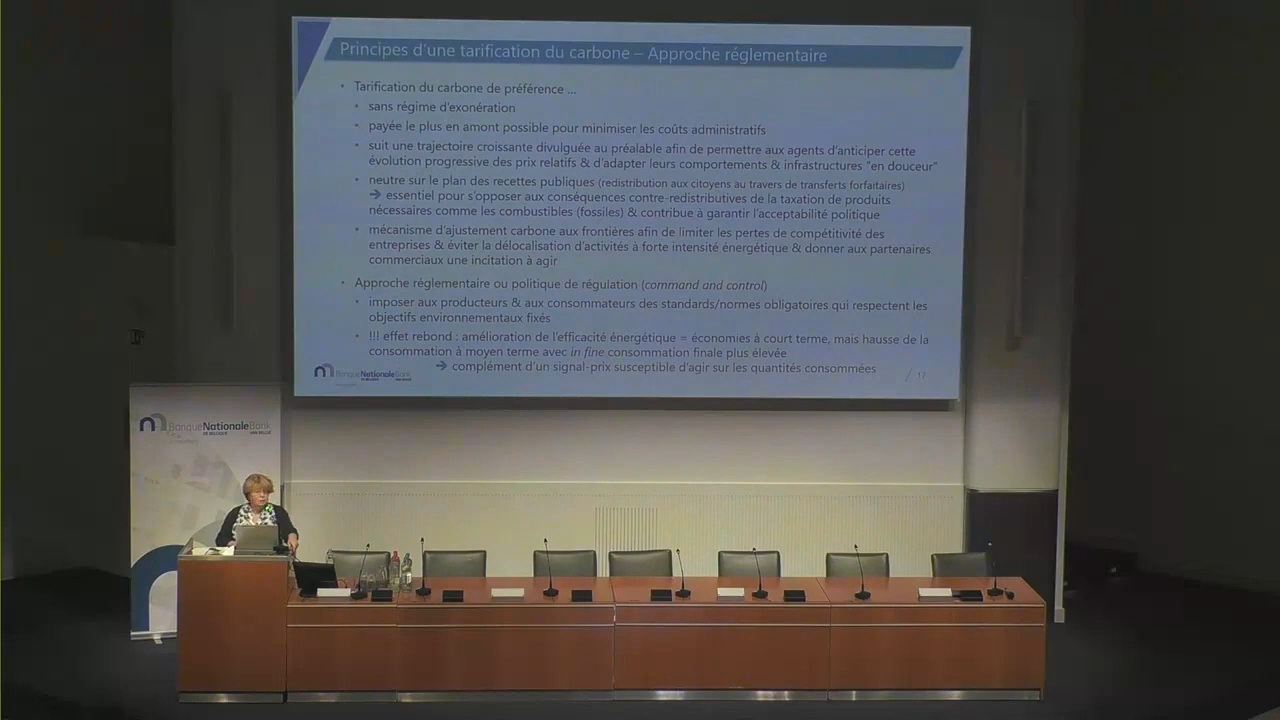 Principes d'une tarification du carbone – Approche réglementaire
• Tarification du carbone de préférence ...
• sans régime d'exonération
• payée le plus en amont possible pour minimiser les coûts administratifs
• suit une trajectoire croissante divulguée au préalable afin de permettre aux agents d'anticiper cette
évolution progressive des prix relatifs & d'adapter leurs comportements & infrastructures "en douceur"
• neutre sur le plan des recettes publiques (redistribution aux citoyens au travers de transferts forfaitaires)
➔ essentiel pour s'opposer aux conséquences contre-redistributives de la taxation de produits
nécessaires comme les combustibles (fossiles) & contribue à garantir l'acceptabilité politique
• mécanisme d'ajustement carbone aux frontières afin de limiter les pertes de compétitivité des
entreprises & éviter la délocalisation d'activités à forte intensité énergétique & donner aux partenaires
commerciaux une incitation à agir
• Approche réglementaire ou politique de régulation (command and control)
• imposer aux producteurs & aux consommateurs des standards/normes obligatoires qui respectent les
objectifs environnementaux fixés
• !!! effet rebond : amélioration de l'efficacité énergétique = économies à court terme, mais hausse de la
consommation à moyen terme avec in fine consommation finale plus élevée
➔ complément d'un signal-prix susceptible d'agir sur les quantités consommées
BanqueNationaleBank
DE BELGIQUE VAN BELGIË
/ 17
BanqueNationaleBank
DE BELGIQUE VAN BELGIË